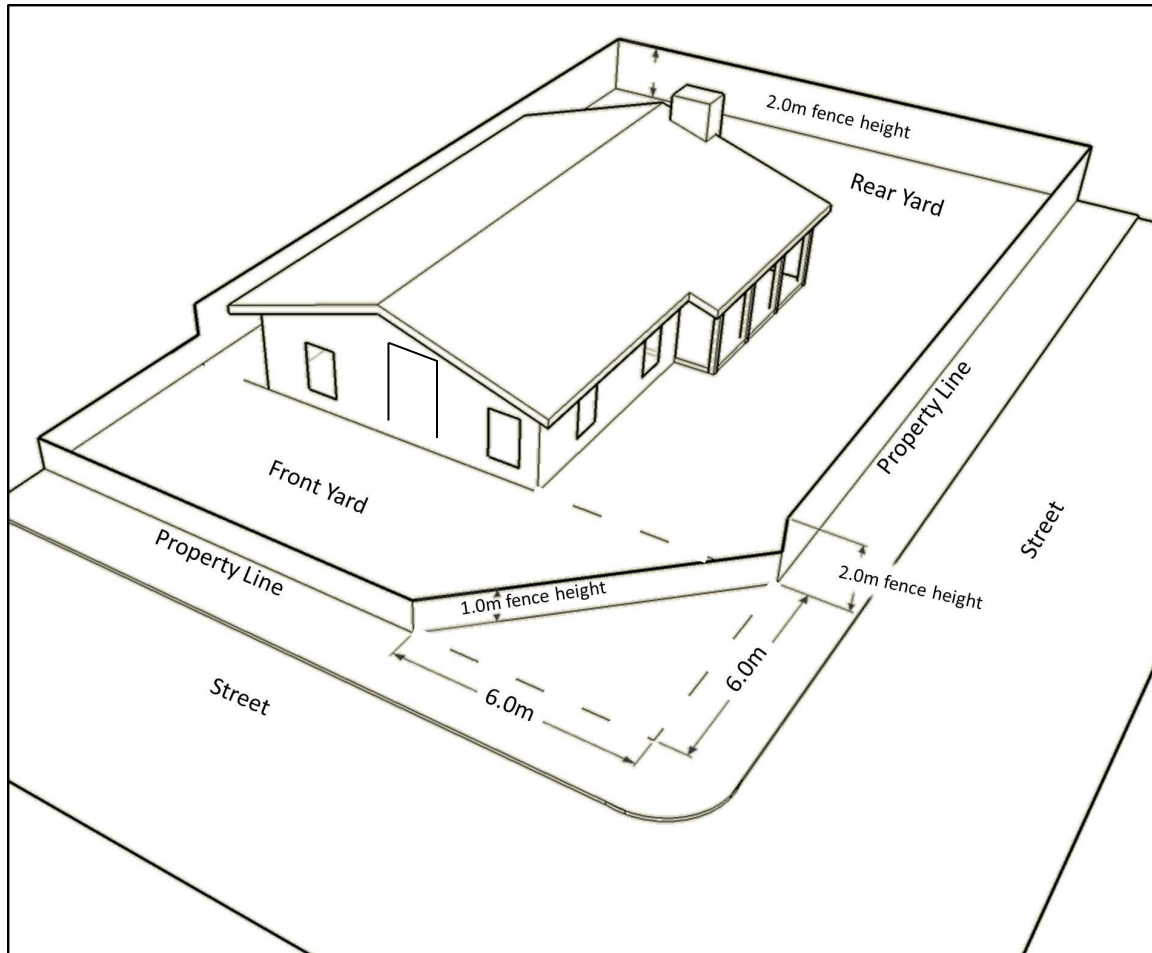 2.0m fence height
Rear Yard
Property Line
Street
Front Yard
Property Line
1.0m fence height
2.0m fence height
6.0m
6.0m
Street